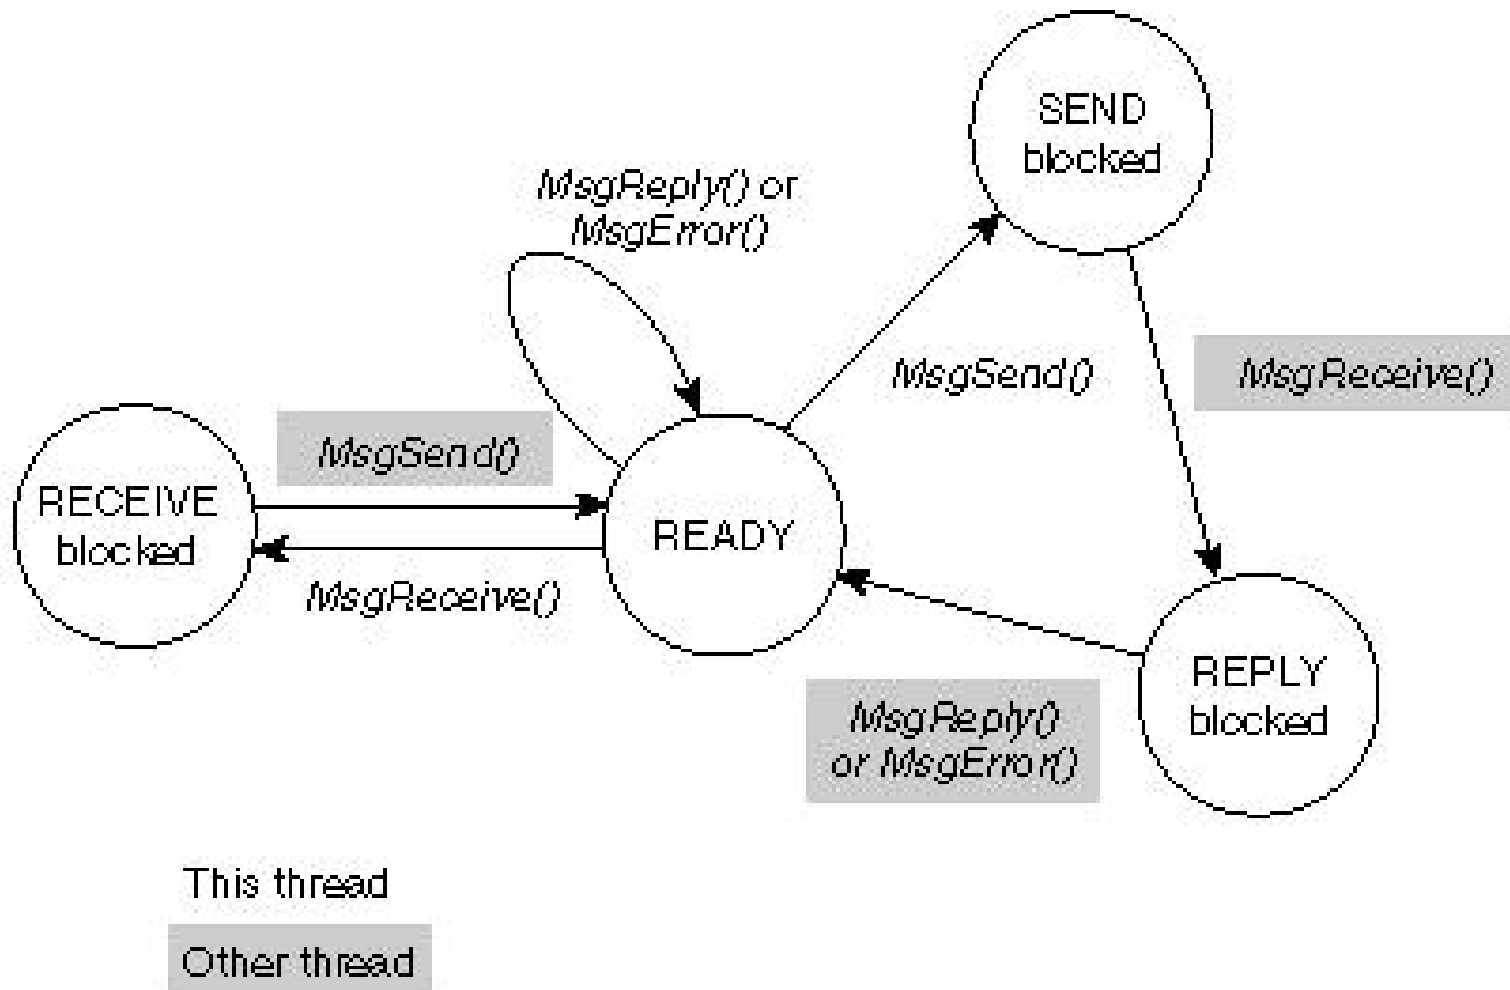 SEND
blocked
MsgReply() or
MsgError()
MsgSend()
MsgReceive()
MsgSend()
RECEIVE
blocked
READY
MsgReceive()
REPLY
blocked
MsgReply()
or MsgError()
This thread
Other thread